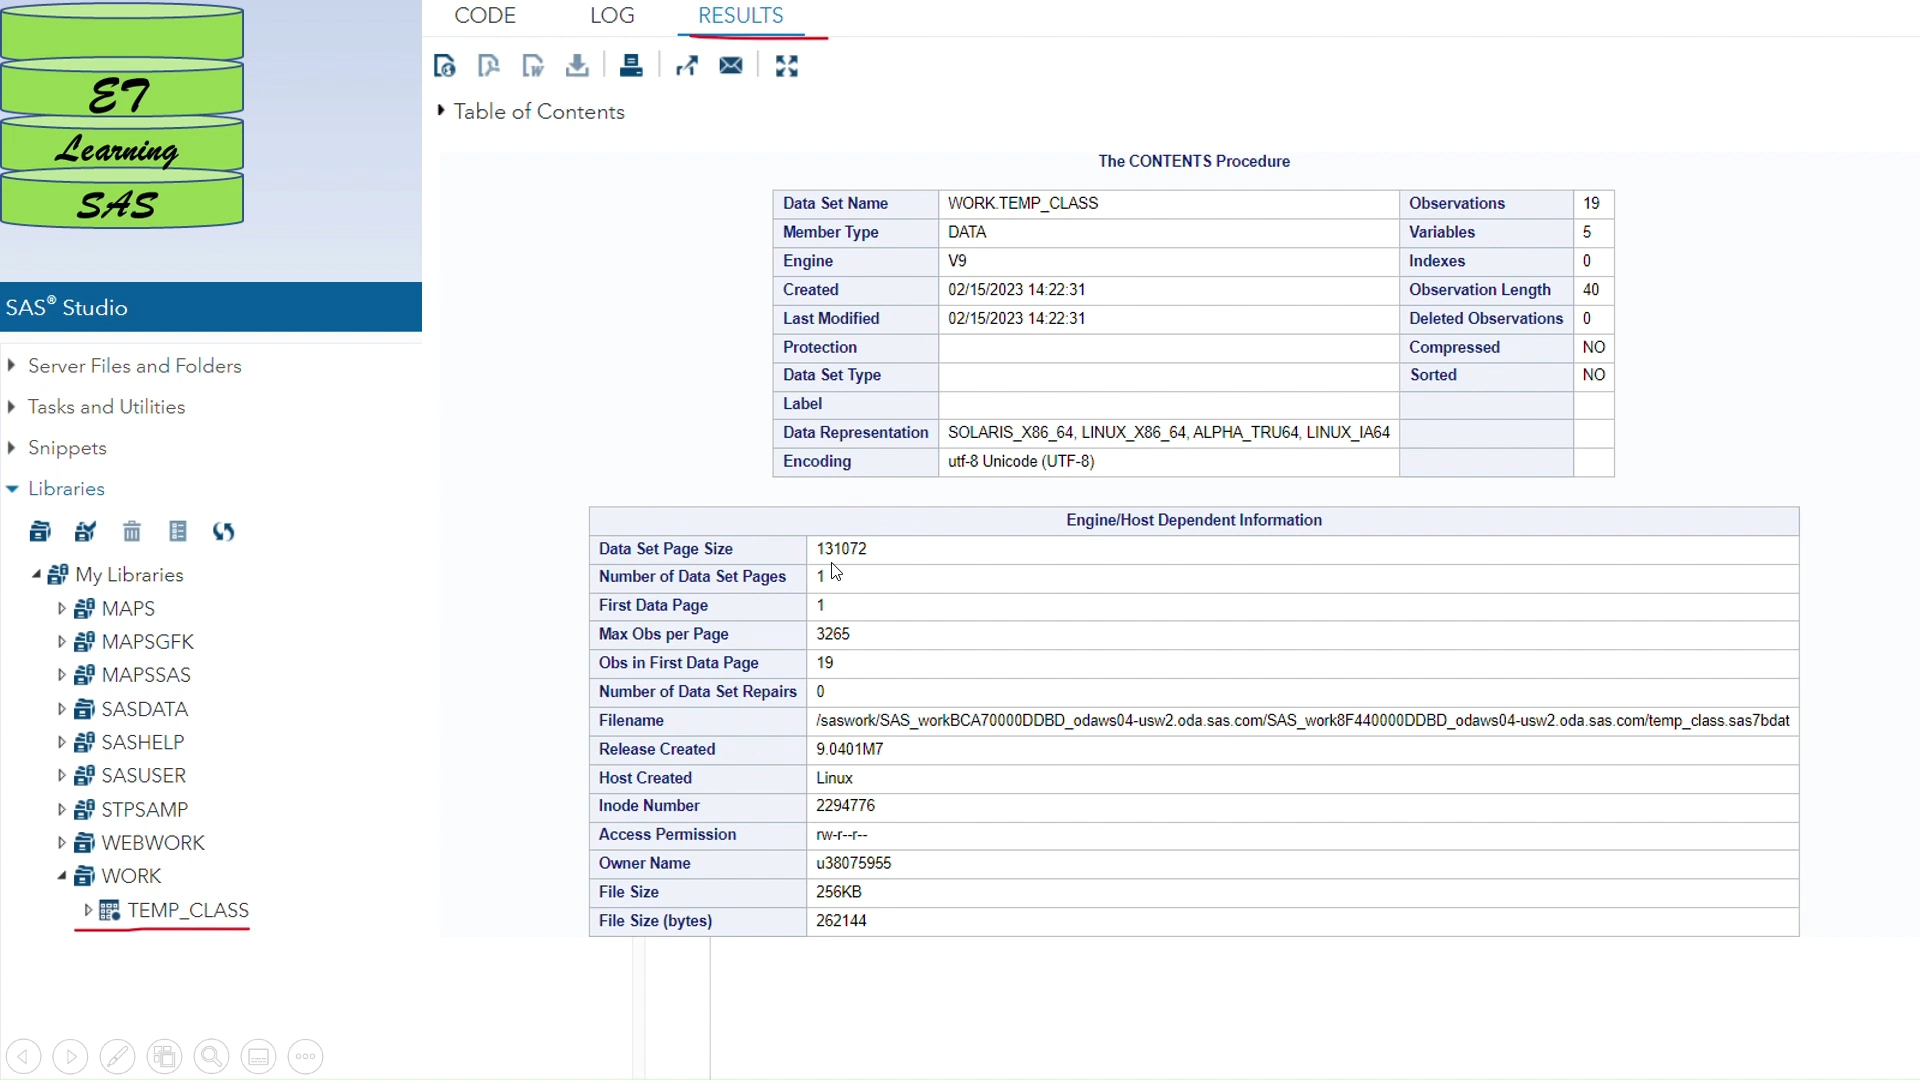 ET
Learning
SAS
SAS® Studio
Server Files and Folders
Tasks and Utilities
Snippets
Libraries
My Libraries
MAPS
MAPSGFK
MAPSSAS
SASDATA
SASHELP
SASUSER
STPSAMP
WEBWORK
WORK
TEMP_CLASS
CODE LOG RESULTS
Table of Contents
The CONTENTS Procedure
Data Set Name WORK.TEMP_CLASS Observations 19
Member Type DATA Variables 5
Engine V9 Indexes 0
Created 02/15/2023 14:22:31 Observation Length 40
Last Modified 02/15/2023 14:22:31 Deleted Observations 0
Protection Compressed NO
Data Set Type Sorted NO
Label
Data Representation SOLARIS_X86_64, LINUX_X86_64, ALPHA_TRU64, LINUX_IA64
Encoding utf-8 Unicode (UTF-8)
Engine/Host Dependent Information
Data Set Page Size 131072
Number of Data Set Pages 1
First Data Page 1
Max Obs per Page 3265
Obs in First Data Page 19
Number of Data Set Repairs 0
Filename /saswork/SAS_workBCA70000DDBD_odaws04-usw2.oda.sas.com/SAS_work8F440000DDBD_odaws04-usw2.oda.sas.com/temp_class.sas7bdat
Release Created 9.0401M7
Host Created Linux
Inode Number 2294776
Access Permission rw-r--r--
Owner Name u38075955
File Size 256KB
File Size (bytes) 262144